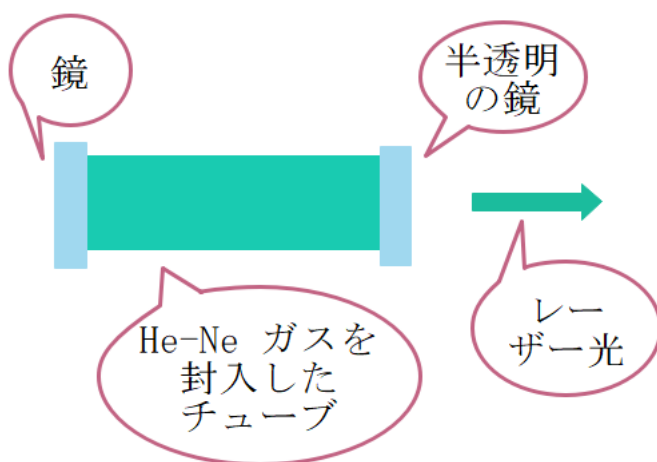 鏡
半透明
の鏡
He-Ne ガスを
封入した
チューブ
レー
ザー光